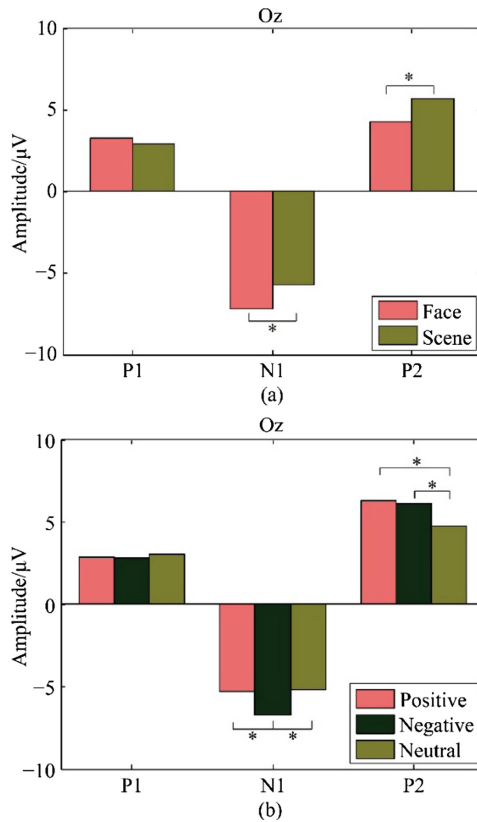 Oz
10
5
0
−5
−10
Amplitude/μV
*
*
P1 N1 P2
Face
Scene
(a)
Oz
10
5
0
−5
−10
Amplitude/μV
*
*
* *
P1 N1 P2
Positive
Negative
Neutral
(b)